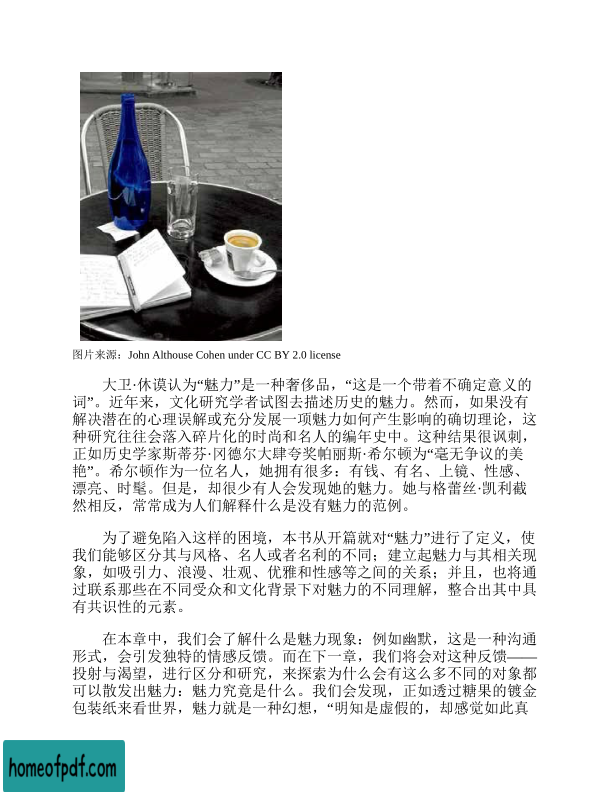 图片来源：John Althouse Cohen under CC BY 2.0 license
大卫·休谟认为“魅力”是一种奢侈品，“这是一个带着不确定意义的
词”。近年来，文化研究学者试图去描述历史的魅力。然而，如果没有
解决潜在的心理误解或充分发展一项魅力如何产生影响的确切理论，这
种研究往往会落入碎片化的时尚和名人的编年史中。这种结果很讽刺，
正如历史学家斯蒂芬·冈德尔大肆夸奖帕丽斯·希尔顿为“毫无争议的美
艳”。希尔顿作为一位名人，她拥有很多：有钱、有名、上镜、性感、
漂亮、时髦。但是，却很少有人会发现她的魅力。她与格蕾丝·凯利截
然相反，常常成为人们解释什么是没有魅力的范例。
为了避免陷入这样的困境，本书从开篇就对“魅力”进行了定义，使
我们能够区分其与风格、名人或者名利的不同；建立起魅力与其相关现
象，如吸引力、浪漫、壮观、优雅和性感等之间的关系；并且，也将通
过联系那些在不同受众和文化背景下对魅力的不同理解，整合出其中具
有共识性的元素。
在本章中，我们会了解什么是魅力现象：例如幽默，这是一种沟通
形式，会引发独特的情感反馈。而在下一章，我们将会对这种反馈——
投射与渴望，进行区分和研究，来探索为什么会有这么多不同的对象都
可以散发出魅力：魅力究竟是什么。我们会发现，正如透过糖果的镀金
包装纸来看世界，魅力就是一种幻想，“明知是虚假的，却感觉如此真
homeofpdf.com